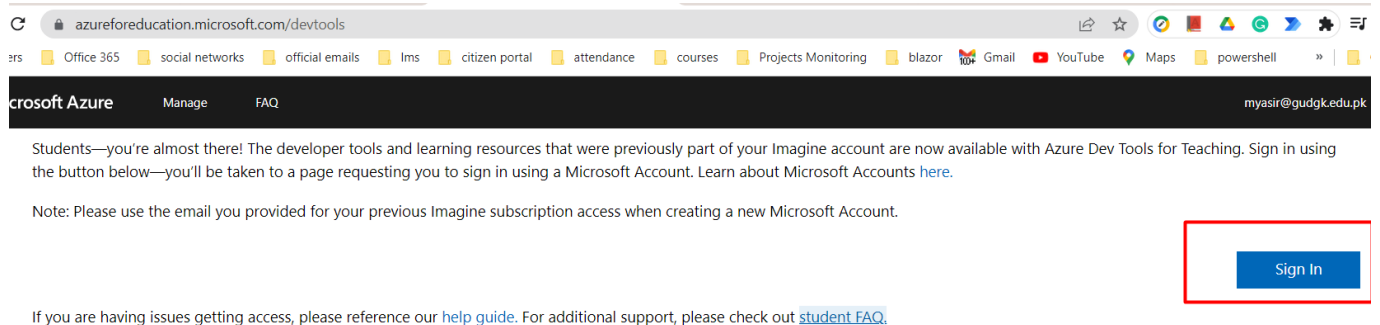 azureforeducation.microsoft.com/devtools
ers Office 365 social networks official emails lms citizen portal attendance courses Projects Monitoring blazor Gmail YouTube Maps powershell »
crosoft Azure Manage FAQ myasir@gudgk.edu.pk
Students—you're almost there! The developer tools and learning resources that were previously part of your Imagine account are now available with Azure Dev Tools for Teaching. Sign in using
the button below—you'll be taken to a page requesting you to sign in using a Microsoft Account. Learn about Microsoft Accounts here.
Note: Please use the email you provided for your previous Imagine subscription access when creating a new Microsoft Account.
Sign In
If you are having issues getting access, please reference our help guide. For additional support, please check out student FAQ.